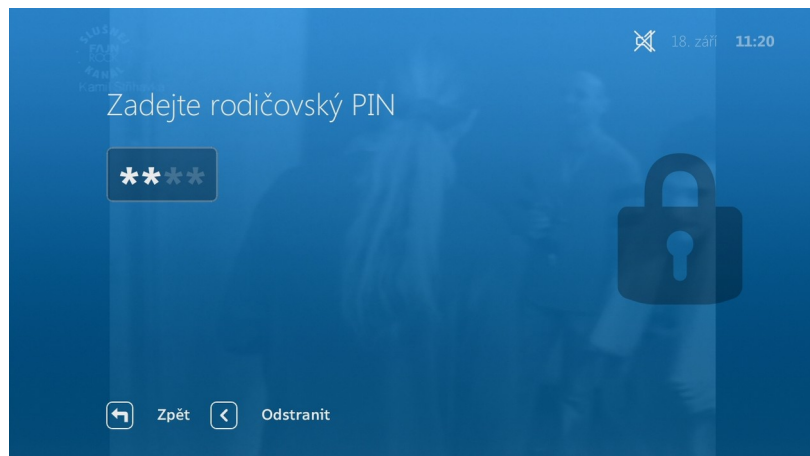 18. září 11:20
Zadejte rodičovský PIN
****
Zpět
Odstranit